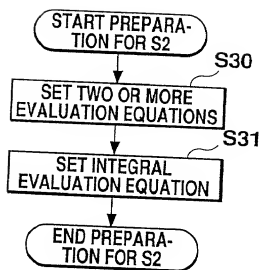 START PREPARA-
TION FOR S2
S30
SET TWO OR MORE
EVALUATION EQUATIONS
S31
SET INTEGRAL
EVALUATION EQUATION
END PREPARA-
TION FOR S2